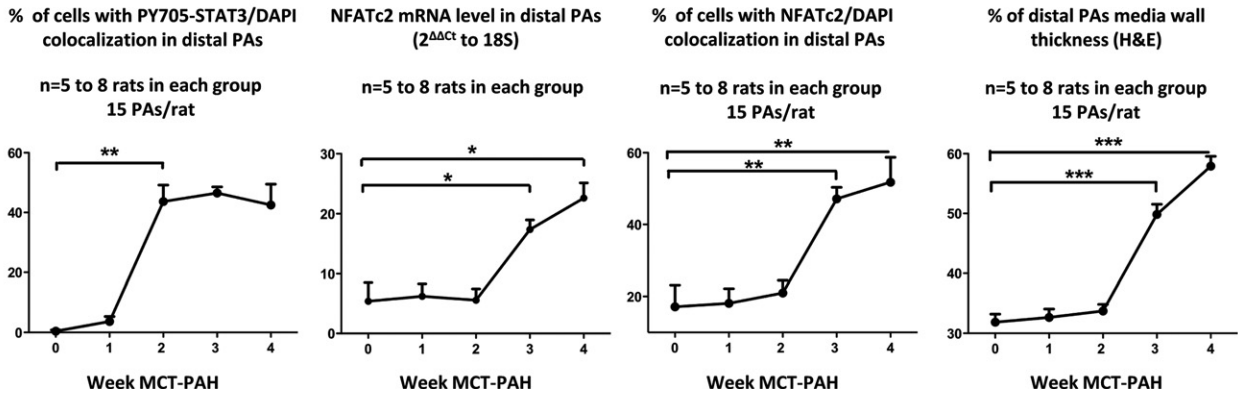 % of cells with PY705-STAT3/DAPI
colocalization in distal PAs
n=5 to 8 rats in each group
15 PAs/rat
**
60
40
20
0
0 1 2 3 4
Week MCT-PAH
NFATc2 mRNA level in distal PAs
(2ΔΔCt to 18S)
n=5 to 8 rats in each group
*
*
30
20
10
0
0 1 2 3 4
Week MCT-PAH
% of cells with NFATc2/DAPI
colocalization in distal PAs
n=5 to 8 rats in each group
15 PAs/rat
**
**
60
40
20
0 1 2 3 4
Week MCT-PAH
% of distal PAs media wall
thickness (H&E)
n=5 to 8 rats in each group
15 PAs/rat
***
***
60
50
40
30
0 1 2 3 4
Week MCT-PAH